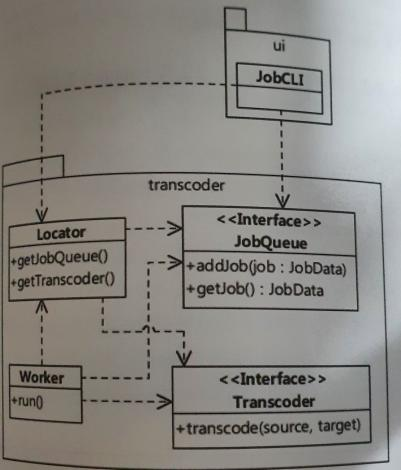 ui
JobCLI
transcoder
Locator
+getJobQueue()
+getTranscoder()
<<Interface>>
JobQueue
+addJob(job : JobData)
+getJob() : JobData
Worker
+run()
<<Interface>>
Transcoder
+transcode(source, target)